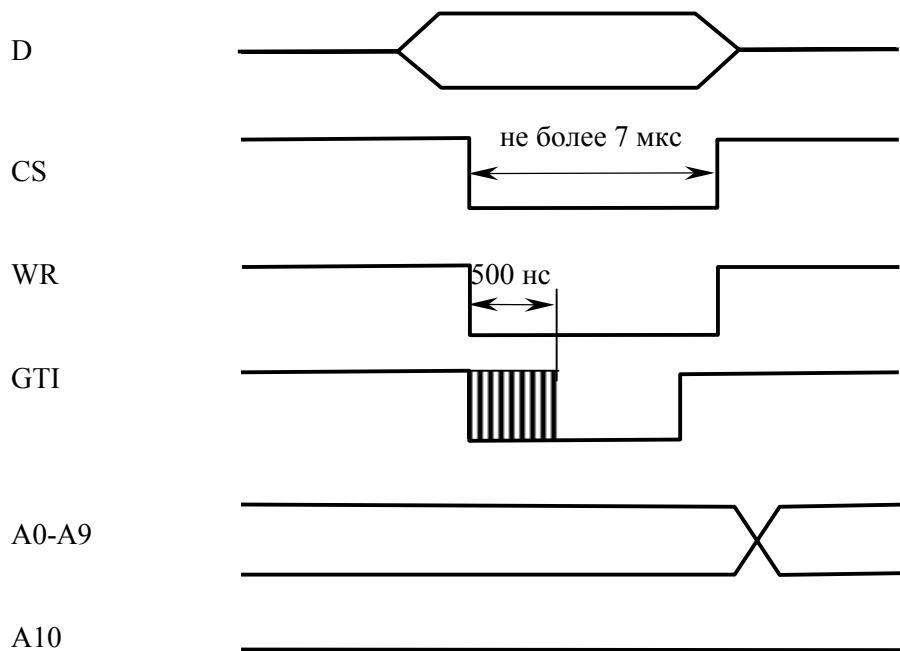 D
не более 7 мкс
CS
WR
500 нс
GTI
A0-A9
A10